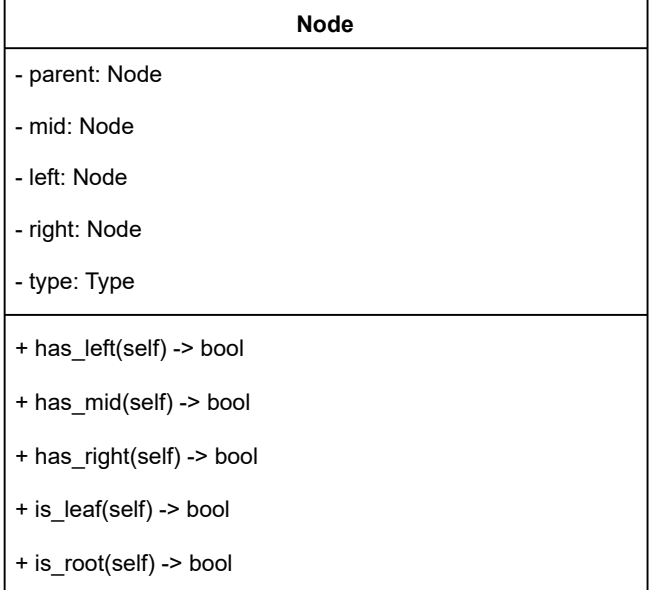 Node
- parent: Node
- mid: Node
- left: Node
- right: Node
- type: Type
+ has_left(self) -> bool
+ has_mid(self) -> bool
+ has_right(self) -> bool
+ is_leaf(self) -> bool
+ is_root(self) -> bool